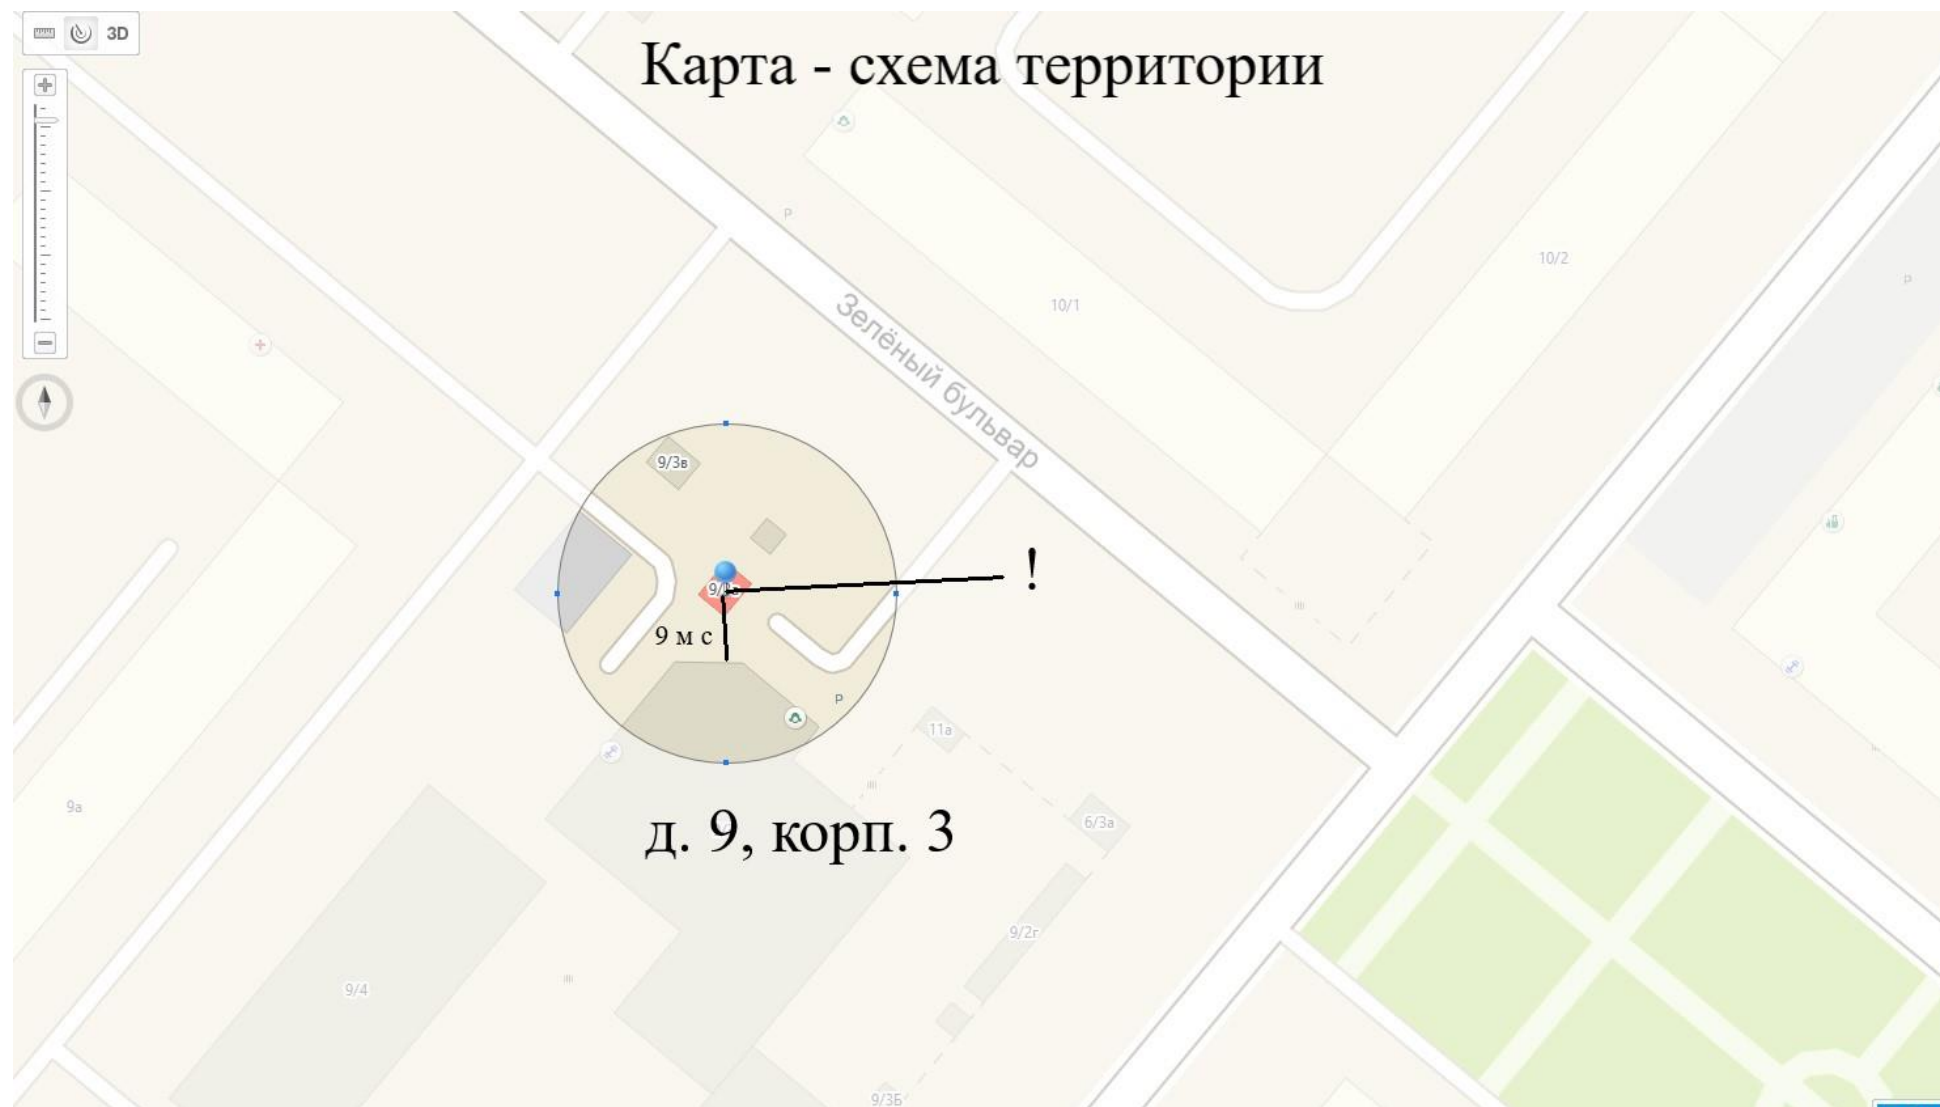 3D
Карта - схема территории
P
10/2
P
10/1
Зелёный бульвар
9/3в
!
9 м с
P
11а
9а
6/3а
д. 9, корп. 3
9/2г
9/4
9/3Б